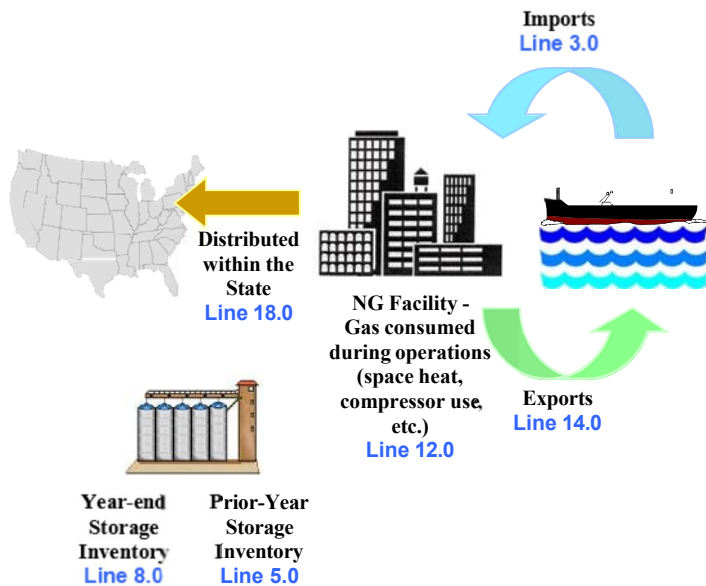 Imports
Line 3.0
Distributed
within the
State
Line 18.0
NG Facility -
Gas consumed
during operations
(space heat,
compressor use,
etc.)
Line 12.0
Exports
Line 14.0
Year-end
Storage
Inventory
Line 8.0
Prior-Year
Storage
Inventory
Line 5.0